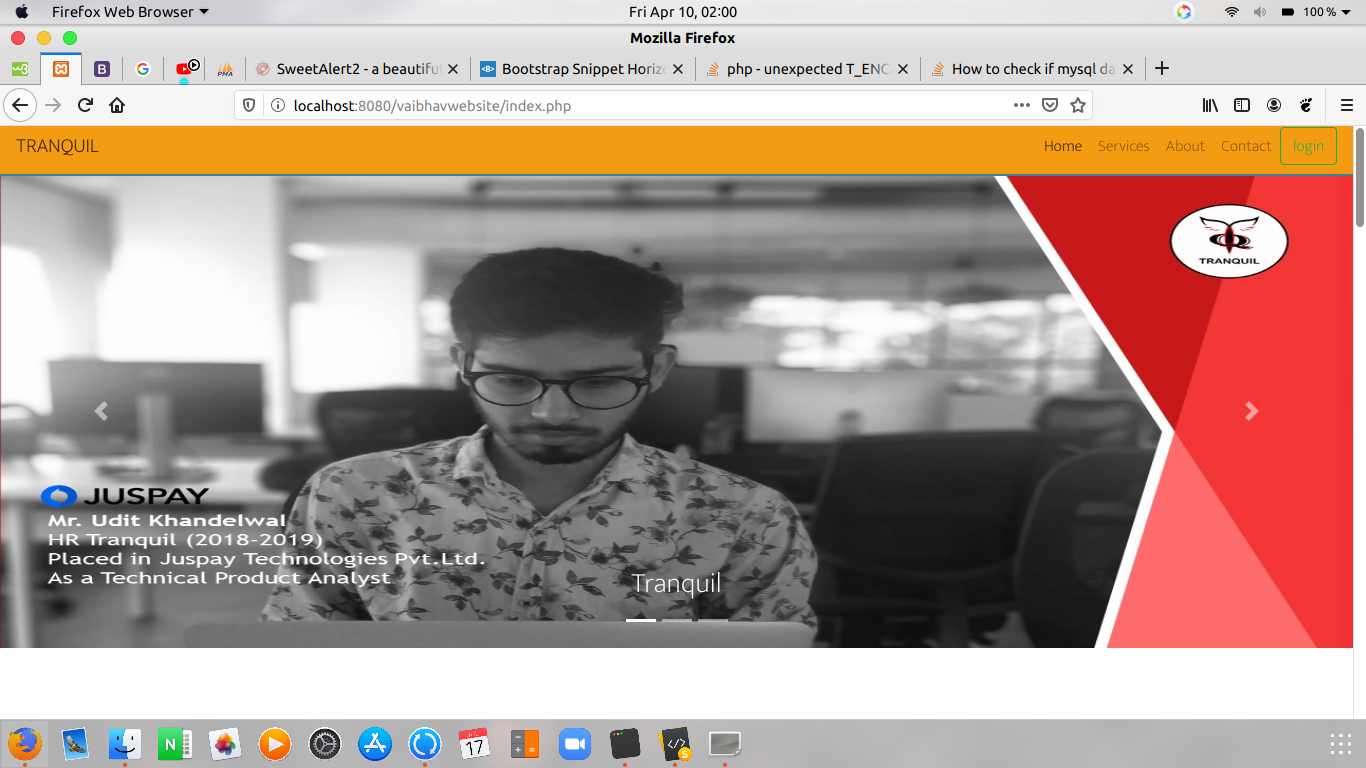 Firefox Web Browser
Fri Apr 10, 02:00
100 %
Mozilla Firefox
SweetAlert2 - a beautiful
Bootstrap Snippet Horizo
php - unexpected T_ENCA
How to check if mysql da
localhost:8080/vaibhavwebsite/index.php
TRANQUIL
Home
Services
About
Contact
login
TRANQUIL
JUSPAY
Mr. Udit Khandelwal
HR Tranquil (2018-2019)
Placed in Juspay Technologies Pvt.Ltd.
As a Technical Product Analyst
Tranquil
17